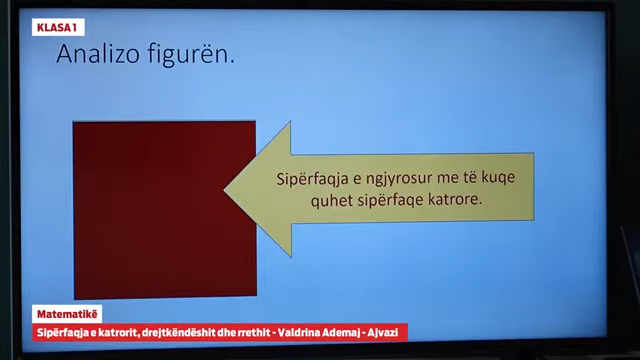 KLASA 1
Analizo figurën.
Sipërfaqja e ngjyrosur me të kuqe
quhet sipërfaqe katrore.
Matematikë
Sipërfaqja e katrorit, drejtkëndëshit dhe rrethit - Valdrina Ademaj - Ajvazi